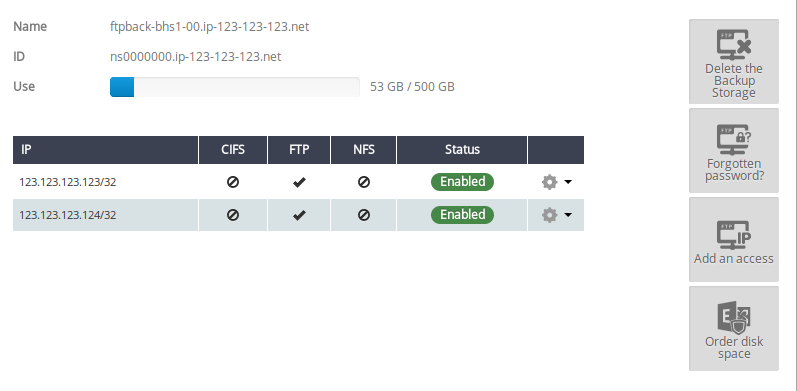 Name ftpback-bhs1-00.ip-123-123-123.net
ID ns0000000.ip-123-123-123.net
Use 53 GB / 500 GB
IP CIFS FTP NFS Status
123.123.123.123/32 Enabled
123.123.123.124/32 Enabled
FTP
Delete the
Backup
Storage
FTP ?
Forgotten
password?
FTP IP
Add an access
E
Order disk
space